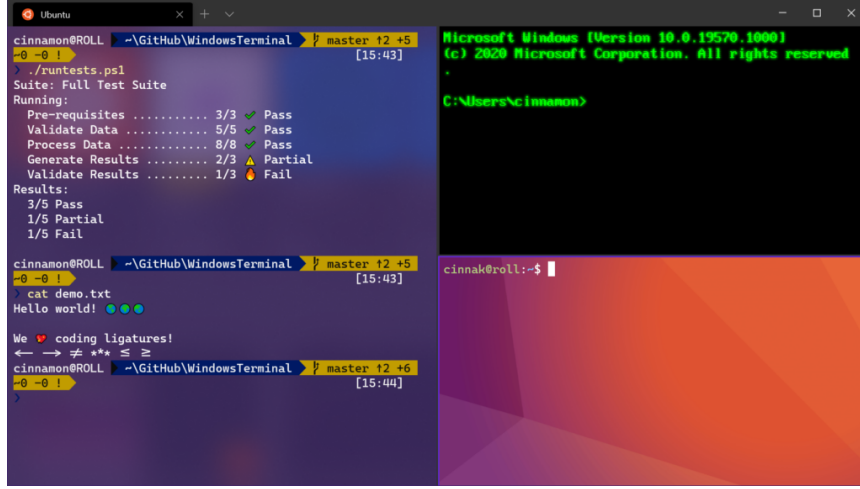 Ubuntu
cinnamon@ROLL ~\GitHub\WindowsTerminal master ↑2 +5
~0 -0 ! [15:43]
❯ ./runtests.ps1
Suite: Full Test Suite
Running:
Pre-requisites ........... 3/3 ✔ Pass
Validate Data ............ 5/5 ✔ Pass
Process Data ............. 8/8 ✔ Pass
Generate Results ......... 2/3 ⚠ Partial
Validate Results ......... 1/3 🔥 Fail
Results:
3/5 Pass
1/5 Partial
1/5 Fail
cinnamon@ROLL ~\GitHub\WindowsTerminal master ↑2 +5
~0 -0 ! [15:43]
❯ cat demo.txt
Hello world! 🌏🌎🌍
We 💖 coding ligatures!
⟵ ⟶ ≠ *** ≤ ≥
cinnamon@ROLL ~\GitHub\WindowsTerminal master ↑2 +6
~0 -0 ! [15:44]
❯
Microsoft Windows [Version 10.0.19570.1000]
(c) 2020 Microsoft Corporation. All rights reserved
.
C:\Users\cinnamon>
cinnak@roll:~$